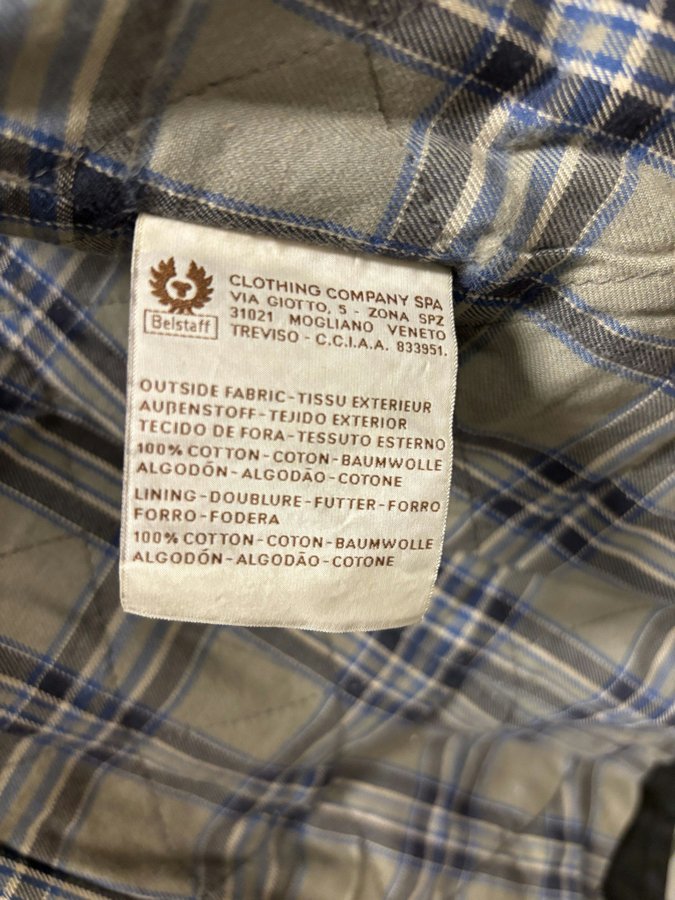 Belstaff
CLOTHING COMPANY SPA
VIA GIOTTO, 5 - ZONA SPZ
31021 MOGLIANO VENETO
TREVISO - C.C.I.A.A. 833951.
OUTSIDE FABRIC-TISSU EXTERIEUR
AUßENSTOFF-TEJIDO EXTERIOR
TECIDO DE FORA-TESSUTO ESTERNO
100% COTTON-COTON-BAUMWOLLE
ALGODÓN-ALGODÃO-COTONE
LINING-DOUBLURE-FUTTER-FORRO
FORRO-FODERA
100% COTTON-COTON-BAUMWOLLE
ALGODÓN-ALGODÃO-COTONE